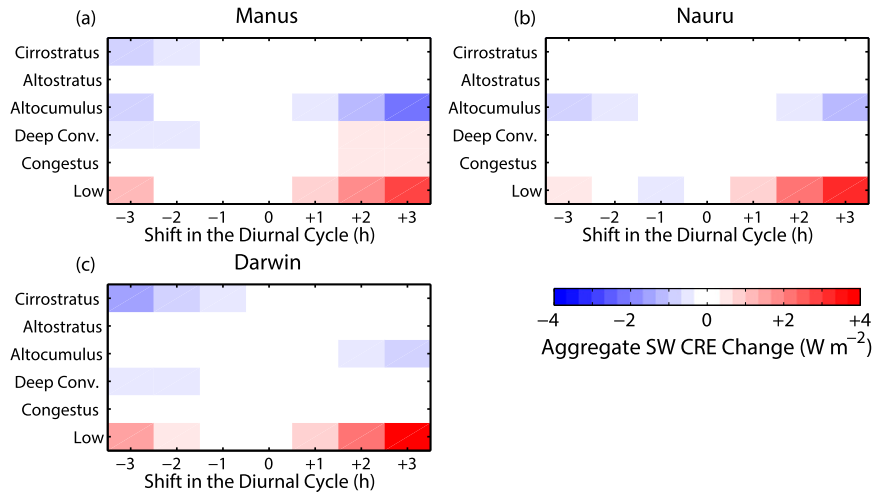 (a) Manus
Cirrostratus
Altostratus
Altocumulus
Deep Conv.
Congestus
Low
−3 −2 −1 0 +1 +2 +3
Shift in the Diurnal Cycle (h)
(b) Nauru
Cirrostratus
Altostratus
Altocumulus
Deep Conv.
Congestus
Low
−3 −2 −1 0 +1 +2 +3
Shift in the Diurnal Cycle (h)
(c) Darwin
Cirrostratus
Altostratus
Altocumulus
Deep Conv.
Congestus
Low
−3 −2 −1 0 +1 +2 +3
Shift in the Diurnal Cycle (h)
−4 −2 0 +2 +4
Aggregate SW CRE Change (W m⁻²)